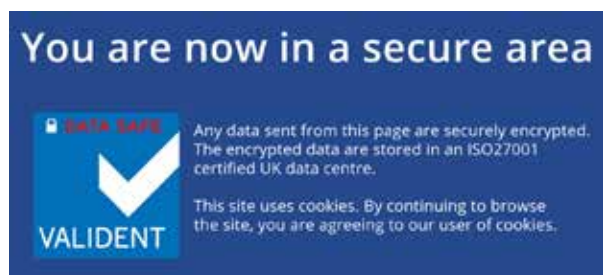 You are now in a secure area
DATA SAFE
VALIDENT
Any data sent from this page are securely encrypted.
The encrypted data are stored in an ISO27001
certified UK data centre.
This site uses cookies. By continuing to browse
the site, you are agreeing to our user of cookies.